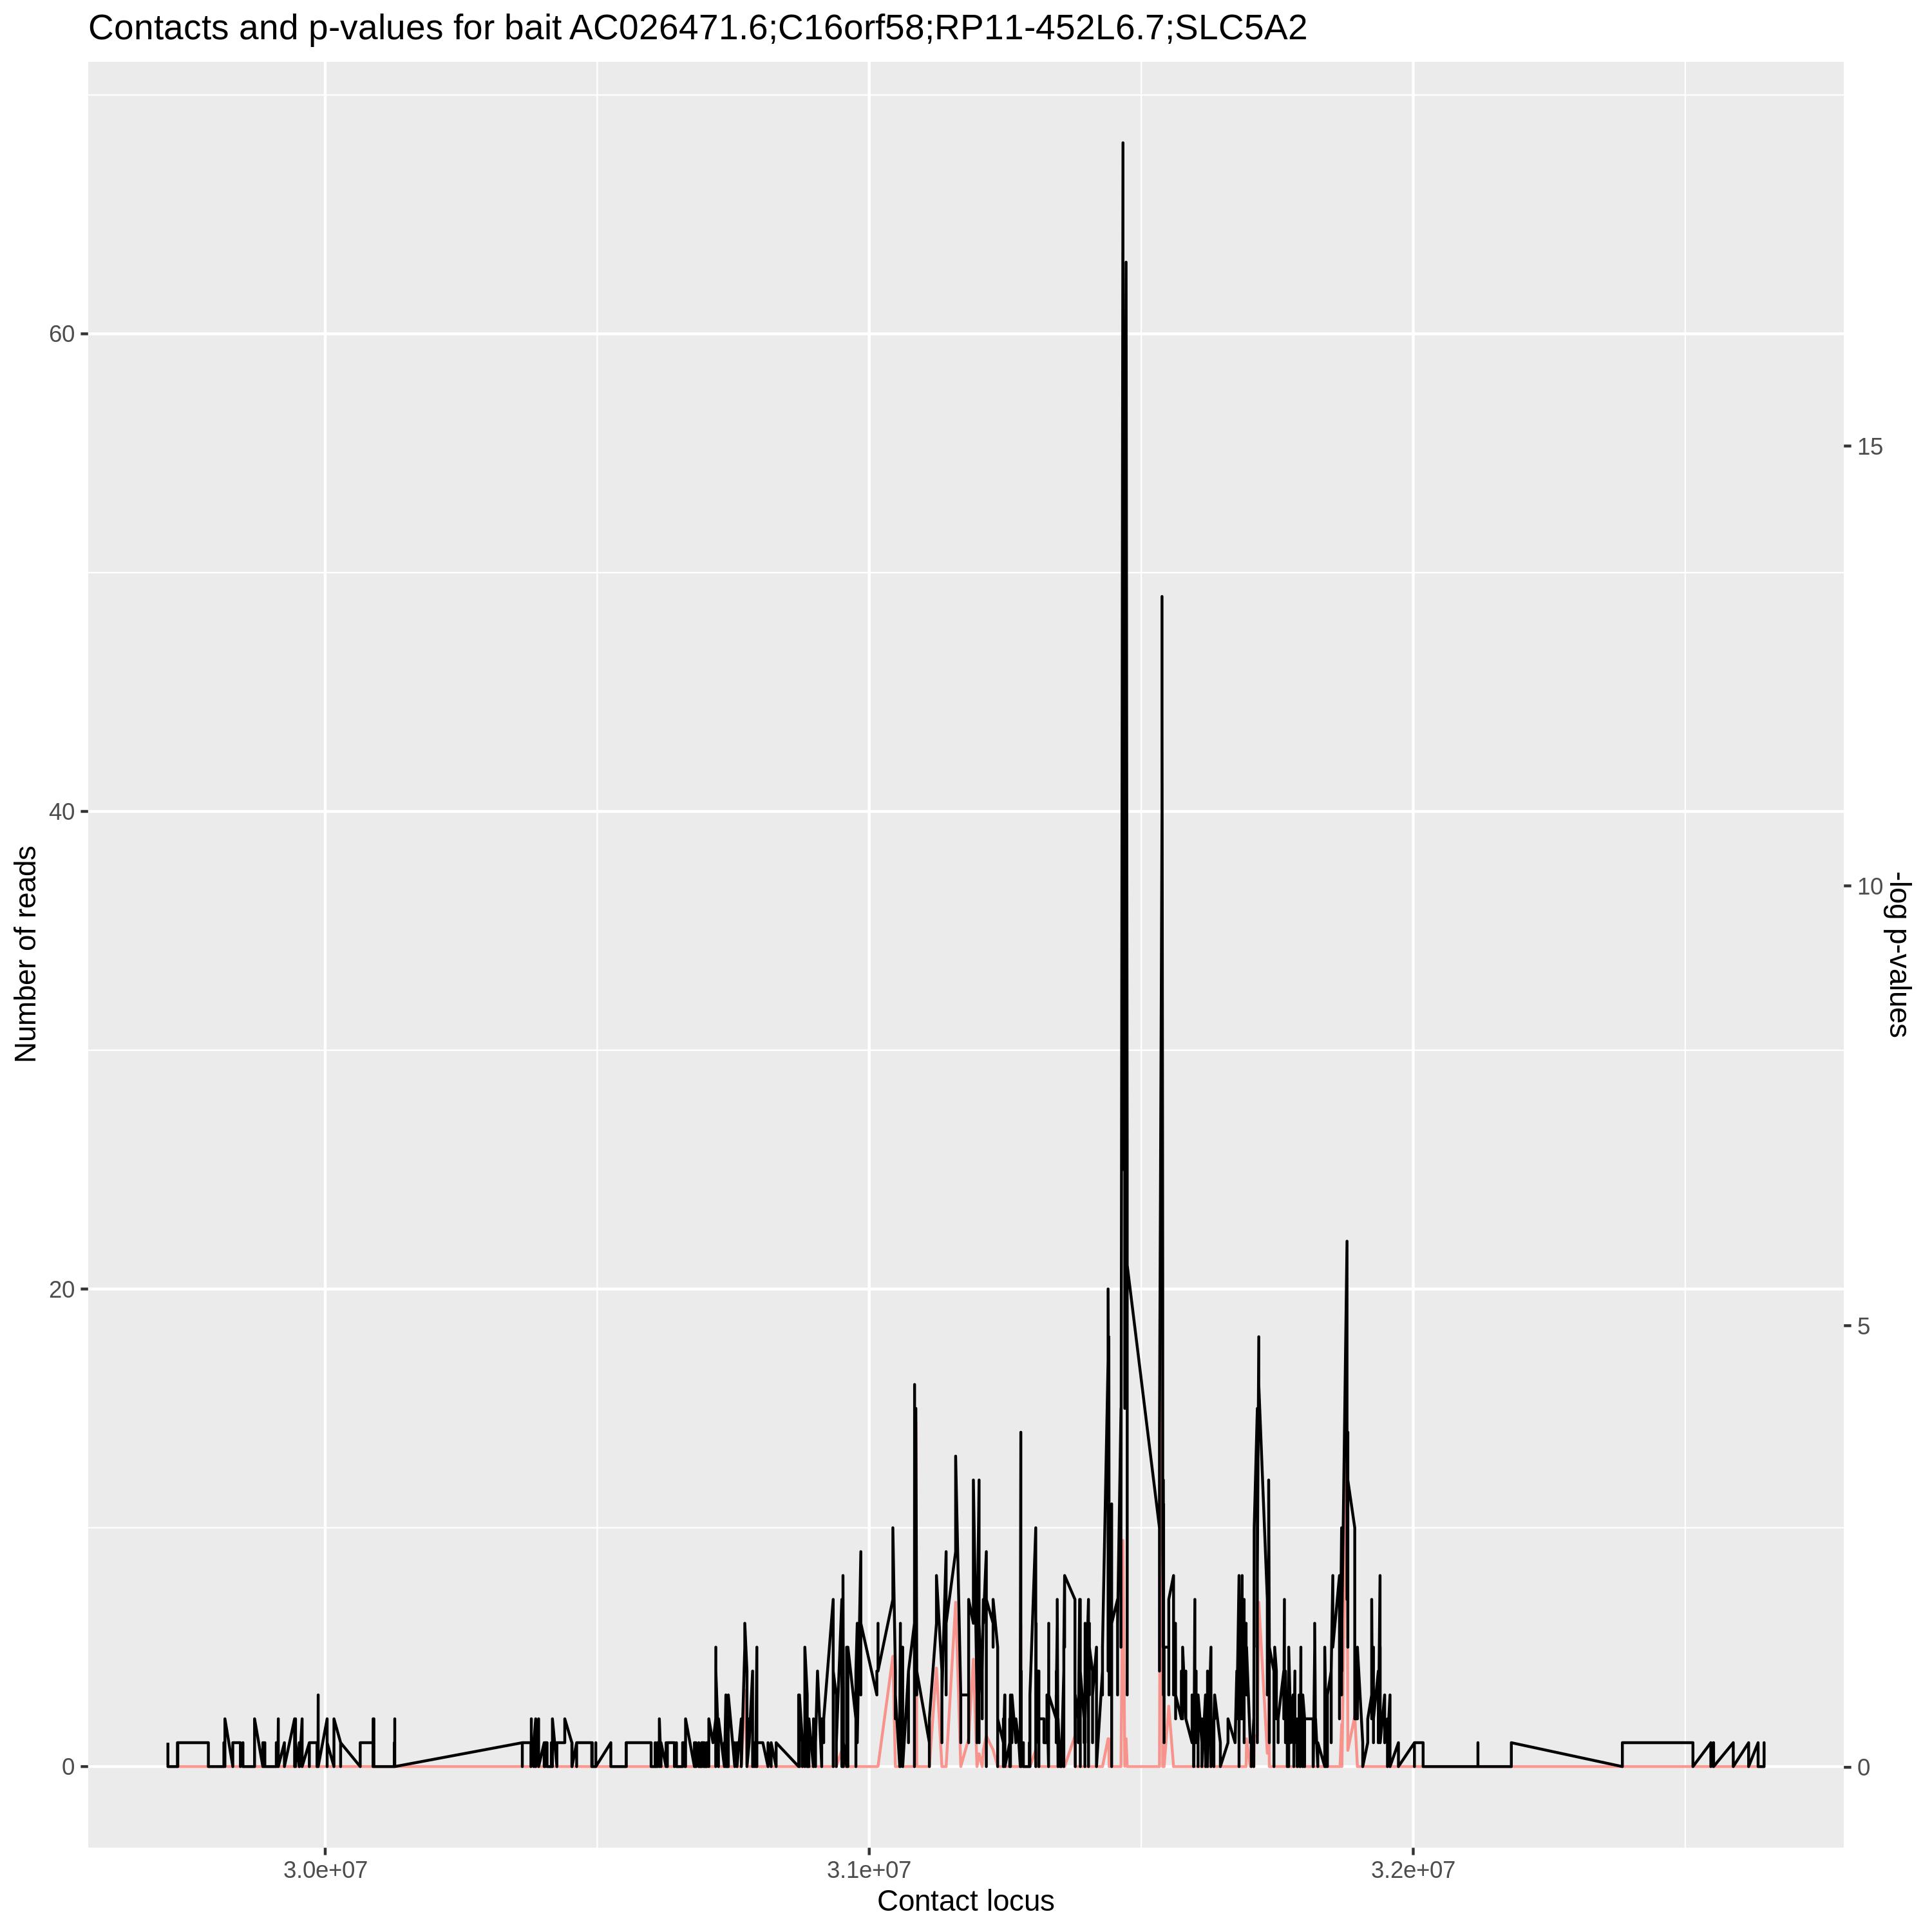 Contacts and p-values for bait AC026471.6;C16orf58;RP11-452L6.7;SLC5A2
60
40
20
0
15
10
5
0
Number of reads
-log p-values
3.0e+07
3.1e+07
3.2e+07
Contact locus